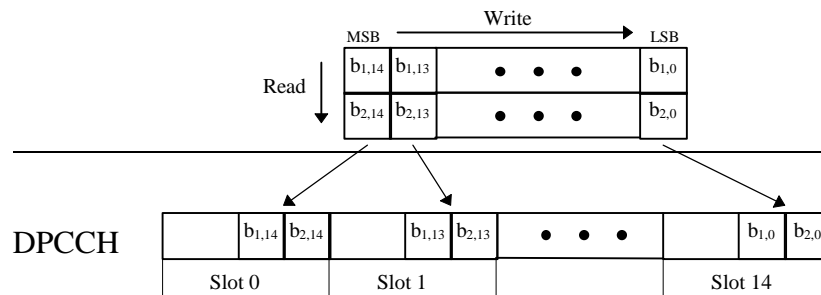 Write
MSB LSB
b1,14 b1,13 • • • b1,0
Read
b2,14 b2,13 • • • b2,0
DPCCH b1,14 b2,14 b1,13 b2,13 • • • b1,0 b2,0
Slot 0 Slot 1 Slot 14